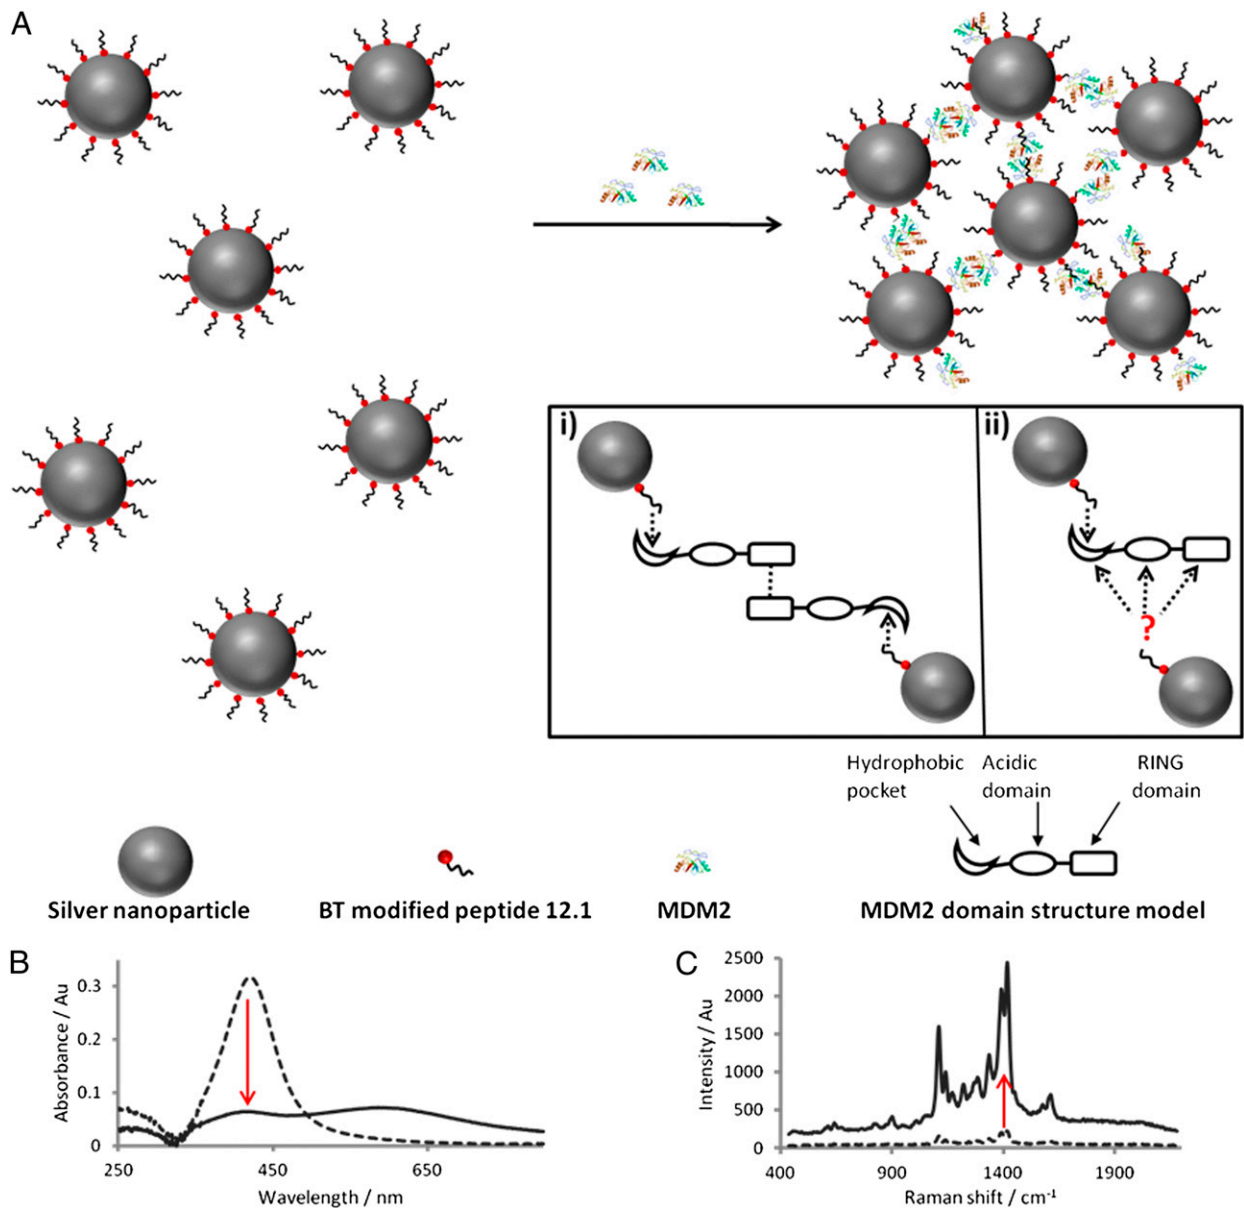 A
i)
ii)
?
Hydrophobic
pocket
Acidic
domain
RING
domain
Silver nanoparticle
BT modified peptide 12.1
MDM2
MDM2 domain structure model
B
Absorbance / Au
0.3
0.2
0.1
0
250
450
650
Wavelength / nm
C
Intensity / Au
2500
2000
1500
1000
500
0
400
900
1400
1900
Raman shift / cm⁻¹